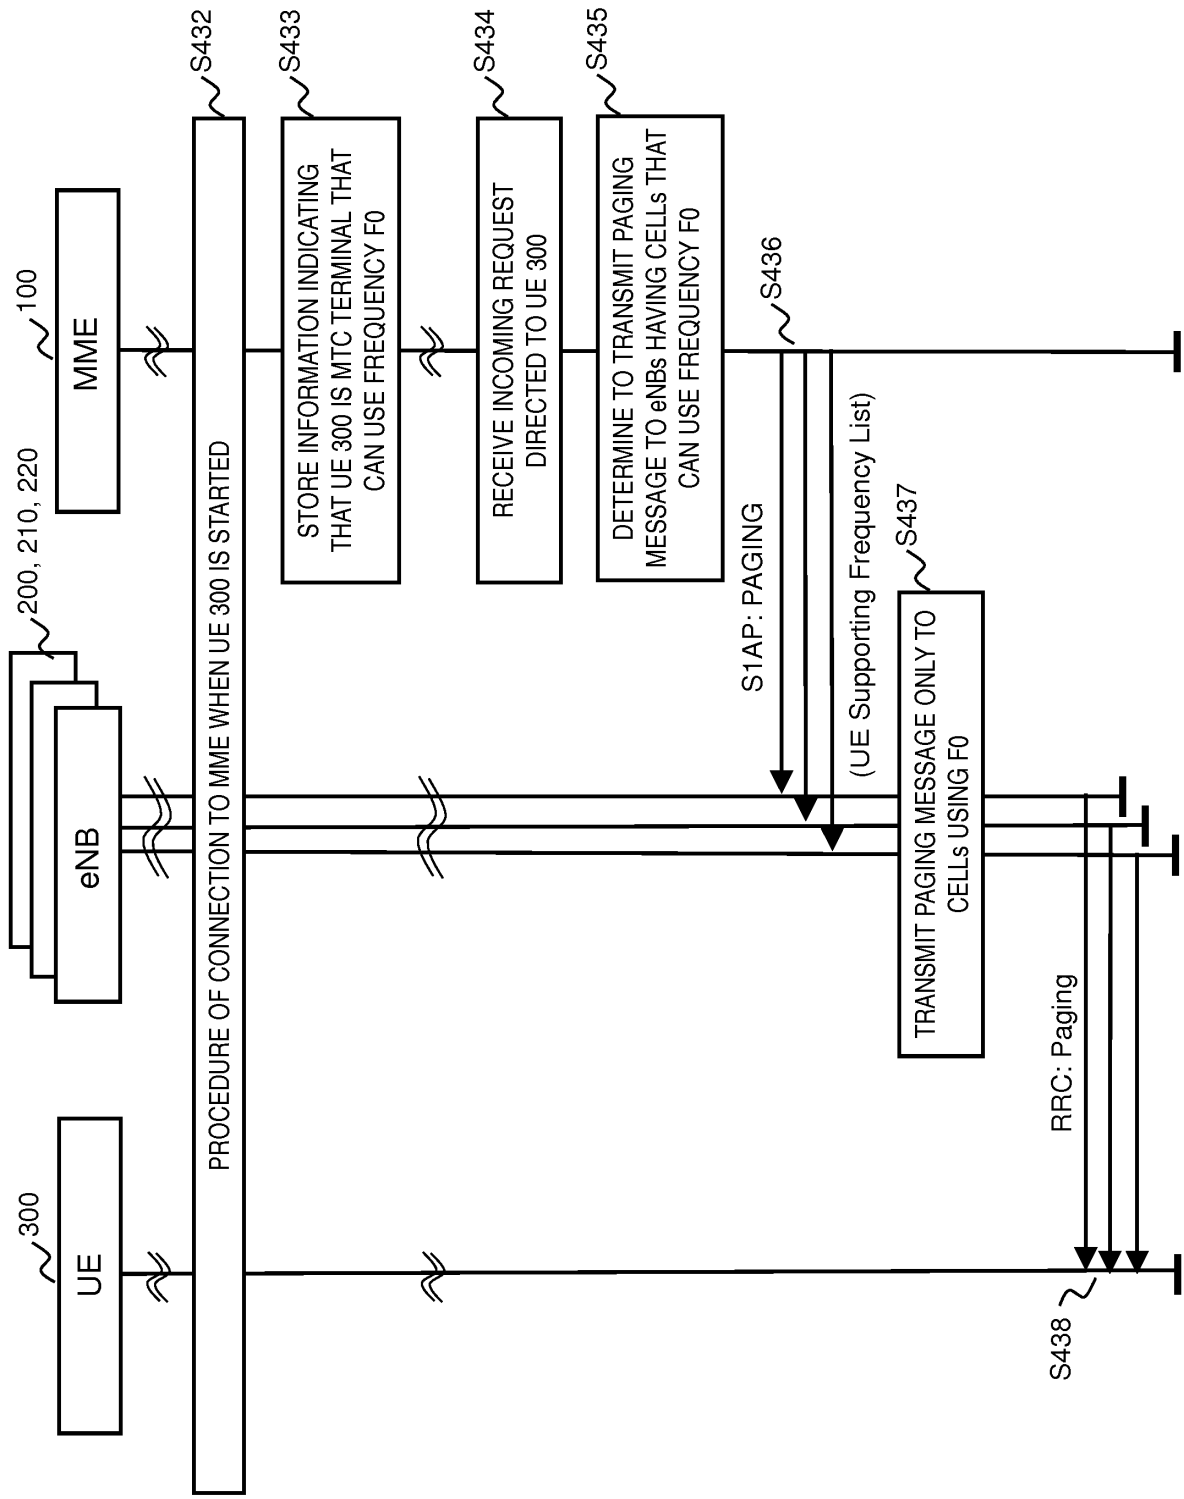 300
UE
200, 210, 220
eNB
100
MME
PROCEDURE OF CONNECTION TO MME WHEN UE 300 IS STARTED
S432
STORE INFORMATION INDICATING
THAT UE 300 IS MTC TERMINAL THAT
CAN USE FREQUENCY F0
S433
RECEIVE INCOMING REQUEST
DIRECTED TO UE 300
S434
DETERMINE TO TRANSMIT PAGING
MESSAGE TO eNBs HAVING CELLs THAT
CAN USE FREQUENCY F0
S435
S1AP: PAGING
S436
(UE Supporting Frequency List)
TRANSMIT PAGING MESSAGE ONLY TO
CELLs USING F0
S437
RRC: Paging
S438